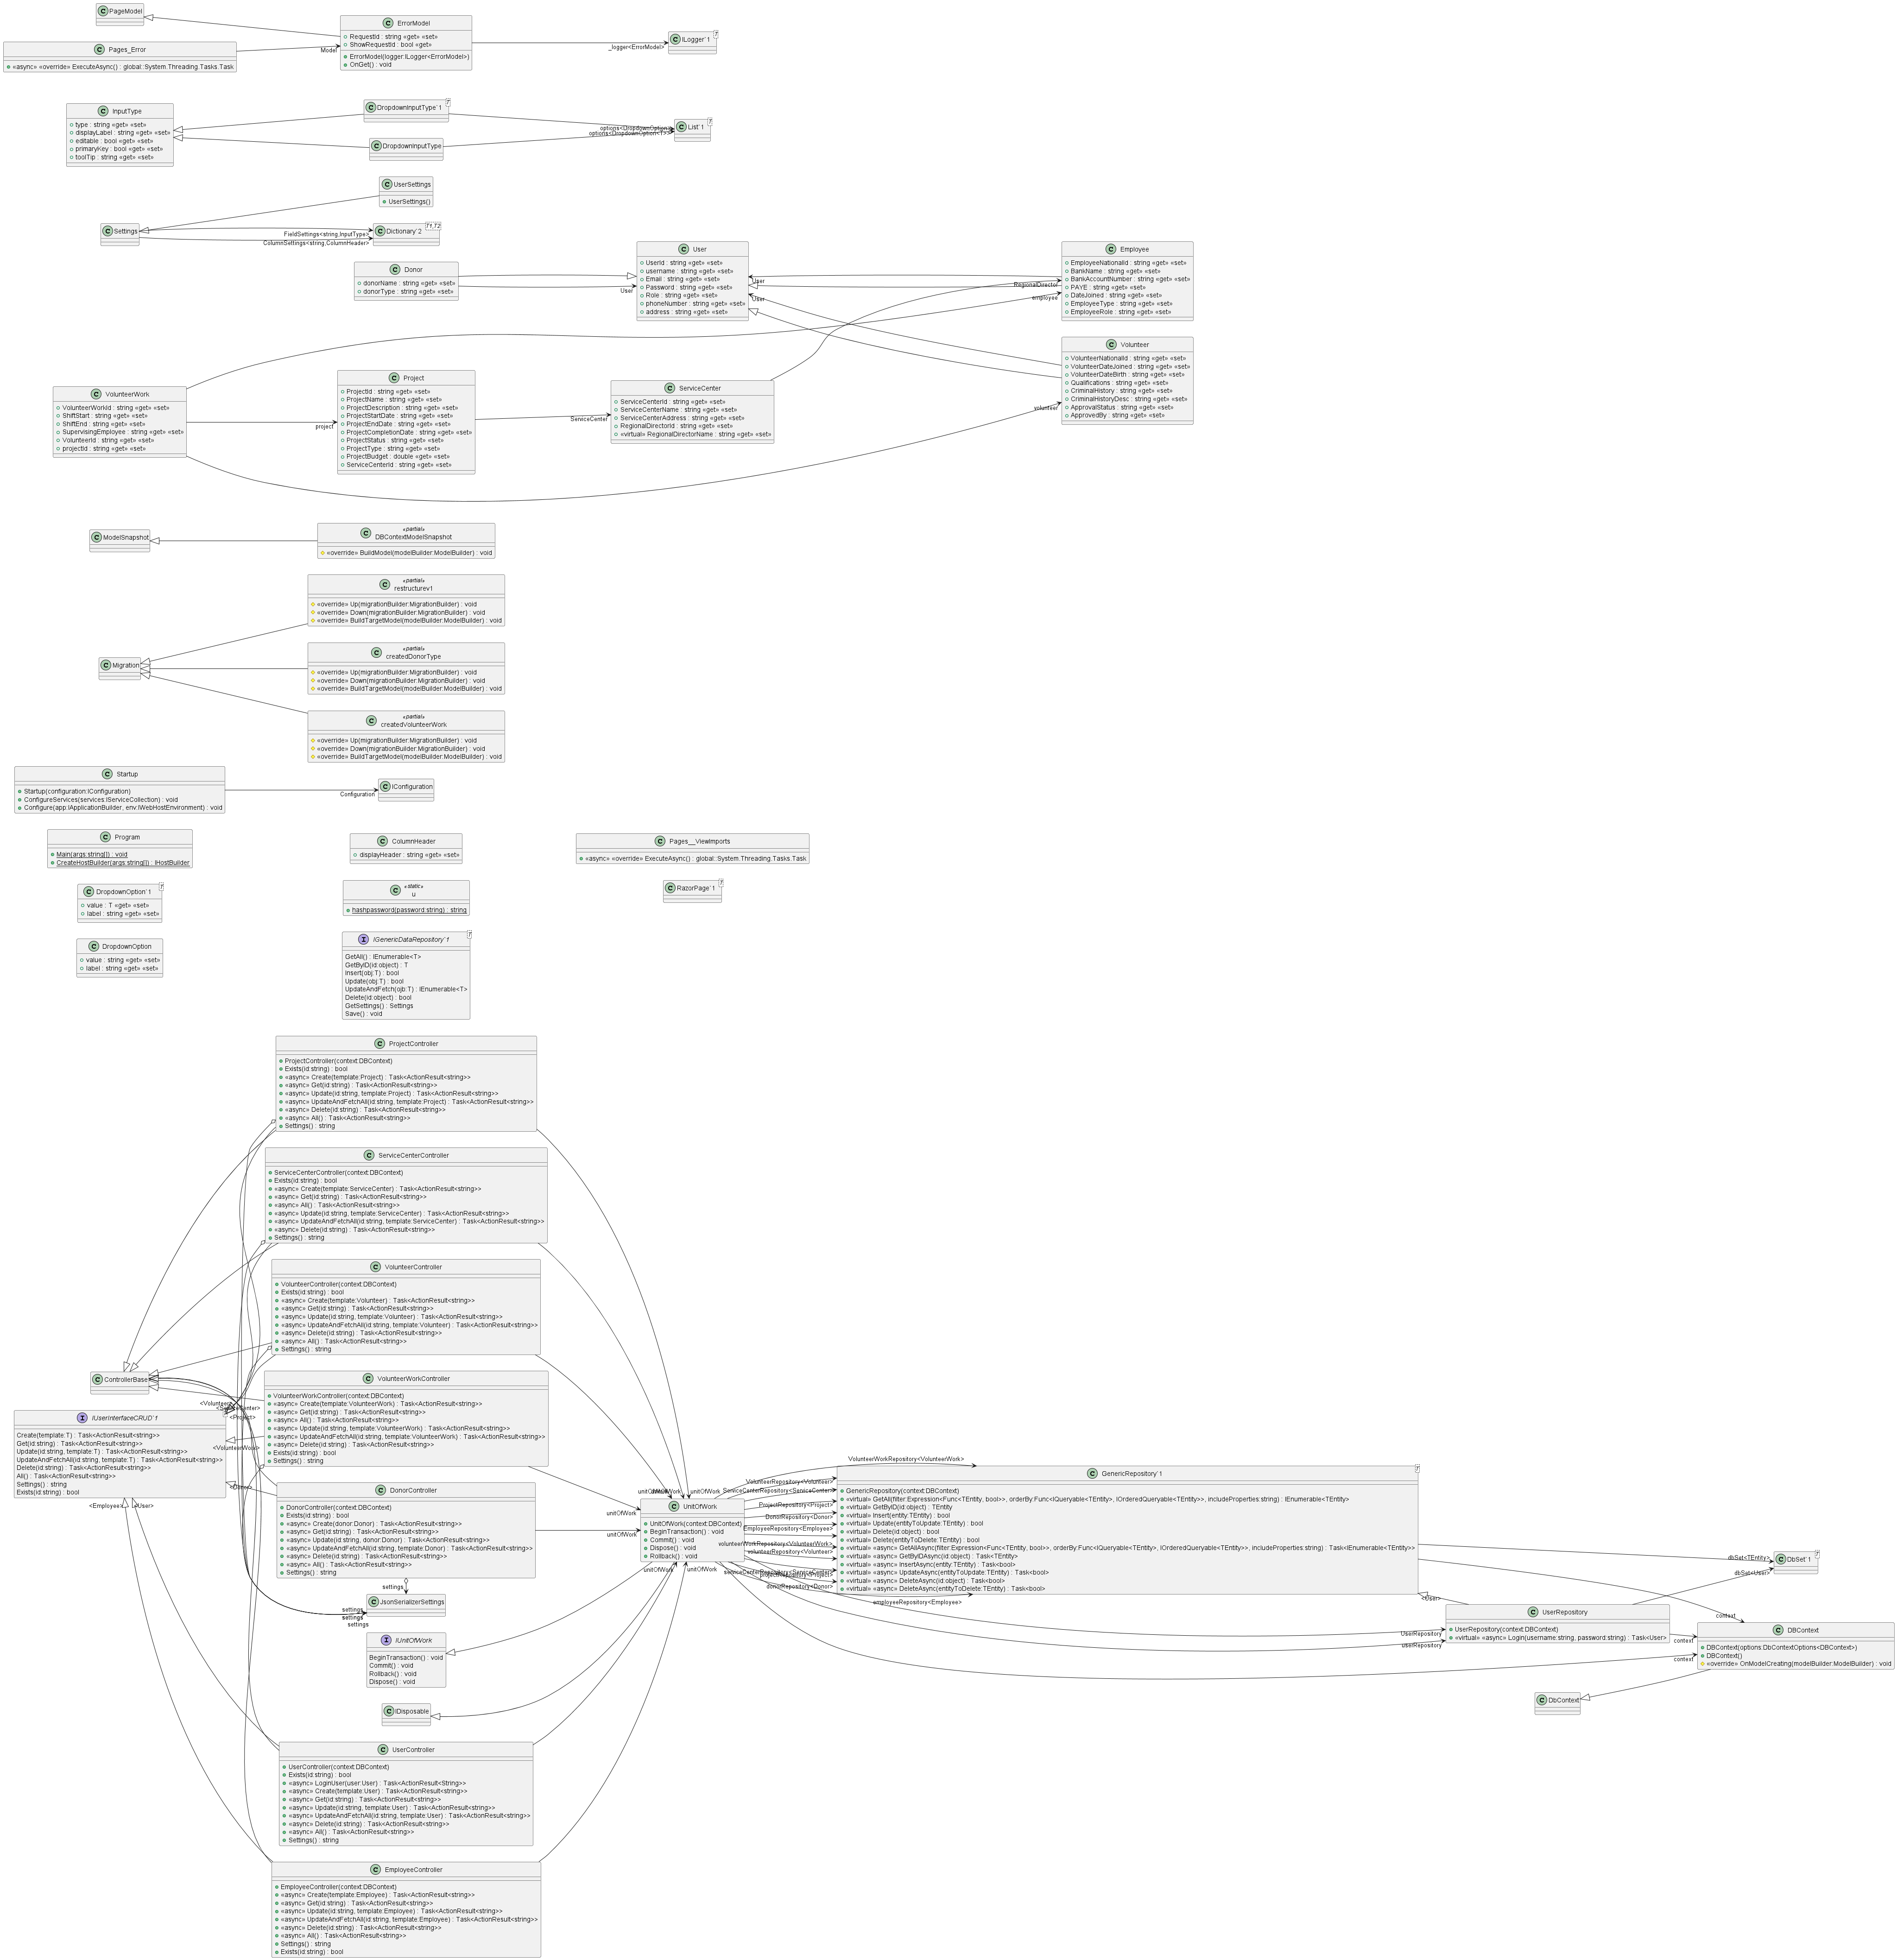 PageModel
Pages_Error
«async» «override» ExecuteAsync() : global::System.Threading.Tasks.Task
Model
ErrorModel
RequestId : string «get» «set»
ShowRequestId : bool «get»
ErrorModel(logger:ILogger<ErrorModel>)
OnGet() : void
_logger<ErrorModel>
ILogger`1
T
InputType
type : string «get» «set»
displayLabel : string «get» «set»
editable : bool «get» «set»
primaryKey : bool «get» «set»
toolTip : string «get» «set»
DropdownInputType`1
T
DropdownInputType
options<DropdownOption>
options<DropdownOption<T>>
List`1
T
UserSettings
UserSettings()
Settings
FieldSettings<string,InputType>
ColumnSettings<string,ColumnHeader>
Dictionary`2
T1,T2
Donor
donorName : string «get» «set»
donorType : string «get» «set»
User
User
UserId : string «get» «set»
username : string «get» «set»
Email : string «get» «set»
Password : string «get» «set»
Role : string «get» «set»
phoneNumber : string «get» «set»
address : string «get» «set»
User
User
RegionalDirector
employee
Employee
EmployeeNationalId : string «get» «set»
BankName : string «get» «set»
BankAccountNumber : string «get» «set»
PAYE : string «get» «set»
DateJoined : string «get» «set»
EmployeeType : string «get» «set»
EmployeeRole : string «get» «set»
Volunteer
VolunteerNationalId : string «get» «set»
VolunteerDateJoined : string «get» «set»
VolunteerDateBirth : string «get» «set»
Qualifications : string «get» «set»
CriminalHistory : string «get» «set»
CriminalHistoryDesc : string «get» «set»
ApprovalStatus : string «get» «set»
ApprovedBy : string «get» «set»
volunteer
VolunteerWork
VolunteerWorkId : string «get» «set»
ShiftStart : string «get» «set»
ShiftEnd : string «get» «set»
SupervisingEmployee : string «get» «set»
VolunteerId : string «get» «set»
projectId : string «get» «set»
project
Project
ProjectId : string «get» «set»
ProjectName : string «get» «set»
ProjectDescription : string «get» «set»
ProjectStartDate : string «get» «set»
ProjectEndDate : string «get» «set»
ProjectCompletionDate : string «get» «set»
ProjectStatus : string «get» «set»
ProjectType : string «get» «set»
ProjectBudget : double «get» «set»
ServiceCenterId : string «get» «set»
ServiceCenter
ServiceCenter
ServiceCenterId : string «get» «set»
ServiceCenterName : string «get» «set»
ServiceCenterAddress : string «get» «set»
RegionalDirectorId : string «get» «set»
«virtual» RegionalDirectorName : string «get» «set»
ModelSnapshot
«partial»
DBContextModelSnapshot
«override» BuildModel(modelBuilder:ModelBuilder) : void
Migration
«partial»
restructurev1
«override» Up(migrationBuilder:MigrationBuilder) : void
«override» Down(migrationBuilder:MigrationBuilder) : void
«override» BuildTargetModel(modelBuilder:ModelBuilder) : void
«partial»
createdDonorType
«override» Up(migrationBuilder:MigrationBuilder) : void
«override» Down(migrationBuilder:MigrationBuilder) : void
«override» BuildTargetModel(modelBuilder:ModelBuilder) : void
«partial»
createdVolunteerWork
«override» Up(migrationBuilder:MigrationBuilder) : void
«override» Down(migrationBuilder:MigrationBuilder) : void
«override» BuildTargetModel(modelBuilder:ModelBuilder) : void
Startup
Startup(configuration:IConfiguration)
ConfigureServices(services:IServiceCollection) : void
Configure(app:IApplicationBuilder, env:IWebHostEnvironment) : void
Configuration
IConfiguration
Program
Main(args:string[]) : void
CreateHostBuilder(args:string[]) : IHostBuilder
ColumnHeader
displayHeader : string «get» «set»
Pages__ViewImports
«async» «override» ExecuteAsync() : global::System.Threading.Tasks.Task
DropdownOption`1
T
value : T «get» «set»
label : string «get» «set»
«static»
u
hashpassword(password:string) : string
RazorPage`1
T
DropdownOption
value : string «get» «set»
label : string «get» «set»
IGenericDataRepository`1
T
GetAll() : IEnumerable<T>
GetByID(id:object) : T
Insert(obj:T) : bool
Update(obj:T) : bool
UpdateAndFetch(ojb:T) : IEnumerable<T>
Delete(id:object) : bool
GetSettings() : Settings
Save() : void
ProjectController
ProjectController(context:DBContext)
Exists(id:string) : bool
«async» Create(template:Project) : Task<ActionResult<string>>
«async» Get(id:string) : Task<ActionResult<string>>
«async» Update(id:string, template:Project) : Task<ActionResult<string>>
«async» UpdateAndFetchAll(id:string, template:Project) : Task<ActionResult<string>>
«async» Delete(id:string) : Task<ActionResult<string>>
«async» All() : Task<ActionResult<string>>
Settings() : string
ServiceCenterController
ServiceCenterController(context:DBContext)
Exists(id:string) : bool
«async» Create(template:ServiceCenter) : Task<ActionResult<string>>
«async» Get(id:string) : Task<ActionResult<string>>
«async» All() : Task<ActionResult<string>>
«async» Update(id:string, template:ServiceCenter) : Task<ActionResult<string>>
«async» UpdateAndFetchAll(id:string, template:ServiceCenter) : Task<ActionResult<string>>
«async» Delete(id:string) : Task<ActionResult<string>>
Settings() : string
VolunteerController
VolunteerController(context:DBContext)
Exists(id:string) : bool
«async» Create(template:Volunteer) : Task<ActionResult<string>>
«async» Get(id:string) : Task<ActionResult<string>>
«async» Update(id:string, template:Volunteer) : Task<ActionResult<string>>
«async» UpdateAndFetchAll(id:string, template:Volunteer) : Task<ActionResult<string>>
«async» Delete(id:string) : Task<ActionResult<string>>
«async» All() : Task<ActionResult<string>>
Settings() : string
ControllerBase
VolunteerWorkController
VolunteerWorkController(context:DBContext)
«async» Create(template:VolunteerWork) : Task<ActionResult<string>>
«async» Get(id:string) : Task<ActionResult<string>>
«async» All() : Task<ActionResult<string>>
«async» Update(id:string, template:VolunteerWork) : Task<ActionResult<string>>
«async» UpdateAndFetchAll(id:string, template:VolunteerWork) : Task<ActionResult<string>>
«async» Delete(id:string) : Task<ActionResult<string>>
Exists(id:string) : bool
Settings() : string
<Volunteer>
<ServiceCenter>
<Project>
<VolunteerWork>
<Donor>
<Employee>
<User>
IUserInterfaceCRUD`1
Create(template:T) : Task<ActionResult<string>>
Get(id:string) : Task<ActionResult<string>>
Update(id:string, template:T) : Task<ActionResult<string>>
UpdateAndFetchAll(id:string, template:T) : Task<ActionResult<string>>
Delete(id:string) : Task<ActionResult<string>>
All() : Task<ActionResult<string>>
Settings() : string
Exists(id:string) : bool
DonorController
DonorController(context:DBContext)
Exists(id:string) : bool
«async» Create(donor:Donor) : Task<ActionResult<string>>
«async» Get(id:string) : Task<ActionResult<string>>
«async» Update(id:string, donor:Donor) : Task<ActionResult<string>>
«async» UpdateAndFetchAll(id:string, template:Donor) : Task<ActionResult<string>>
«async» Delete(id:string) : Task<ActionResult<string>>
«async» All() : Task<ActionResult<string>>
Settings() : string
settings
settings
settings
settings
JsonSerializerSettings
IUnitOfWork
BeginTransaction() : void
Commit() : void
Rollback() : void
Dispose() : void
IDisposable
UserController
UserController(context:DBContext)
Exists(id:string) : bool
«async» LoginUser(user:User) : Task<ActionResult<String>>
«async» Create(template:User) : Task<ActionResult<string>>
«async» Get(id:string) : Task<ActionResult<string>>
«async» Update(id:string, template:User) : Task<ActionResult<string>>
«async» UpdateAndFetchAll(id:string, template:User) : Task<ActionResult<string>>
«async» Delete(id:string) : Task<ActionResult<string>>
«async» All() : Task<ActionResult<string>>
Settings() : string
EmployeeController
EmployeeController(context:DBContext)
«async» Create(template:Employee) : Task<ActionResult<string>>
«async» Get(id:string) : Task<ActionResult<string>>
«async» Update(id:string, template:Employee) : Task<ActionResult<string>>
«async» UpdateAndFetchAll(id:string, template:Employee) : Task<ActionResult<string>>
«async» Delete(id:string) : Task<ActionResult<string>>
«async» All() : Task<ActionResult<string>>
Settings() : string
Exists(id:string) : bool
unitOfWork
unitOfWork
unitOfWork
unitOfWork
unitOfWork
unitOfWork
UnitOfWork
UnitOfWork(context:DBContext)
BeginTransaction() : void
Commit() : void
Dispose() : void
Rollback() : void
VolunteerWorkRepository<VolunteerWork>
VolunteerRepository<Volunteer>
ServiceCenterRepository<ServiceCenter>
ProjectRepository<Project>
DonorRepository<Donor>
EmployeeRepository<Employee>
volunteerWorkRepository<VolunteerWork>
volunteerRepository<Volunteer>
serviceCenterRepository<ServiceCenter>
projectRepository<Project>
donorRepository<Donor>
employeeRepository<Employee>
GenericRepository`1
T
GenericRepository(context:DBContext)
«virtual» GetAll(filter:Expression<Func<TEntity, bool>>, orderBy:Func<IQueryable<TEntity>, IOrderedQueryable<TEntity>>, includeProperties:string) : IEnumerable<TEntity>
«virtual» GetByID(id:object) : TEntity
«virtual» Insert(entity:TEntity) : bool
«virtual» Update(entityToUpdate:TEntity) : bool
«virtual» Delete(id:object) : bool
«virtual» Delete(entityToDelete:TEntity) : bool
«virtual» «async» GetAllAsync(filter:Expression<Func<TEntity, bool>>, orderBy:Func<IQueryable<TEntity>, IOrderedQueryable<TEntity>>, includeProperties:string) : Task<IEnumerable<TEntity>>
«virtual» «async» GetByIDAsync(id:object) : Task<TEntity>
«virtual» «async» InsertAsync(entity:TEntity) : Task<bool>
«virtual» «async» UpdateAsync(entityToUpdate:TEntity) : Task<bool>
«virtual» «async» DeleteAsync(id:object) : Task<bool>
«virtual» «async» DeleteAsync(entityToDelete:TEntity) : Task<bool>
<User>
UserRepository
userRepository
UserRepository
UserRepository(context:DBContext)
«virtual» «async» Login(username:string, password:string) : Task<User>
dbSet<TEntity>
dbSet<User>
DbSet`1
T
context
context
context
DBContext
DBContext(options:DbContextOptions<DBContext>)
DBContext()
«override» OnModelCreating(modelBuilder:ModelBuilder) : void
DbContext